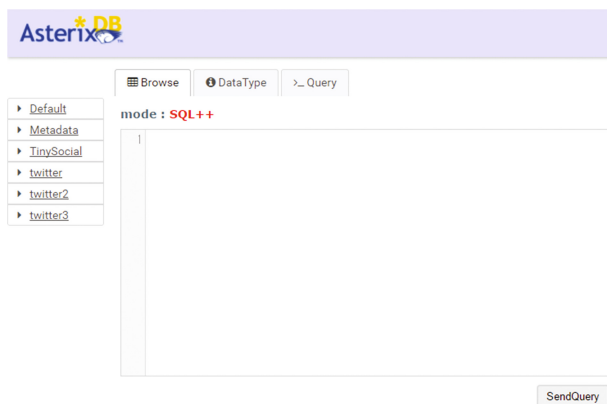 AsterixDB
Browse
DataType
>_ Query
Default
Metadata
TinySocial
twitter
twitter2
twitter3
mode : SQL++
1
SendQuery